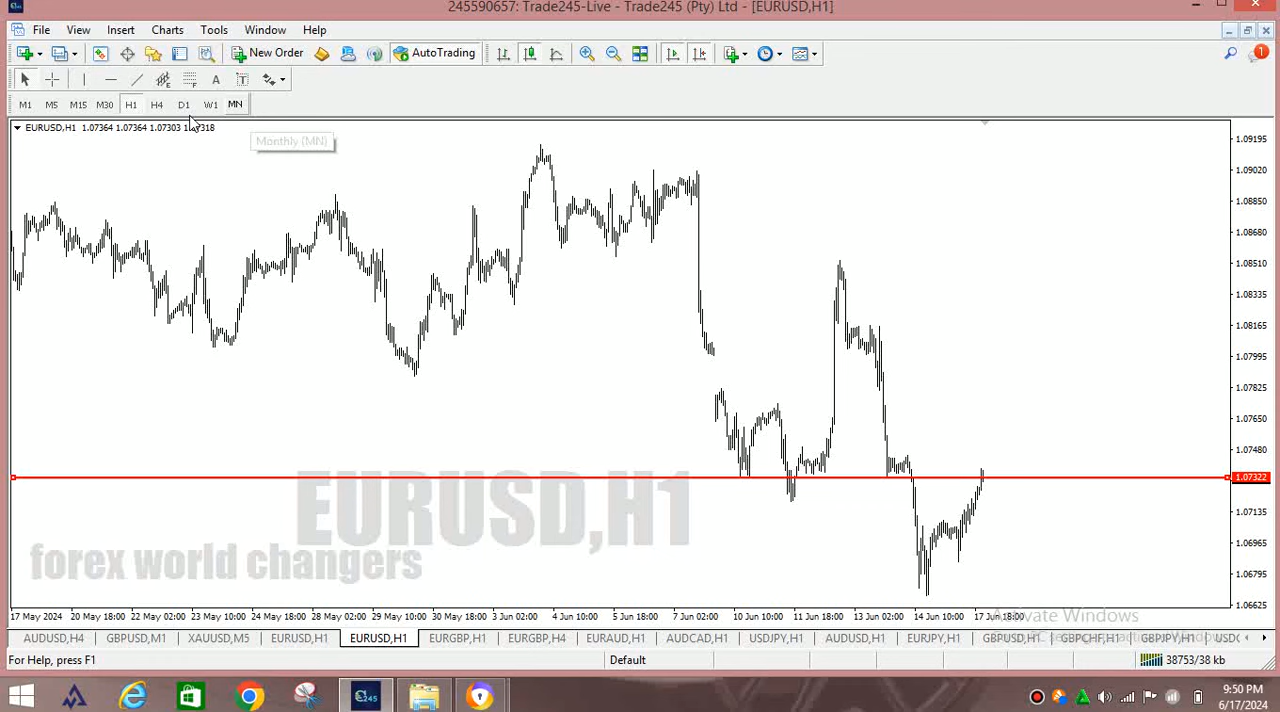 245590657: Trade245-Live - Trade245 (Pty) Ltd - [EURUSD,H1]
File View Insert Charts Tools Window Help
New Order AutoTrading 1
A T E F
M1 M5 M15 M30 H1 H4 D1 W1 MN
EURUSD,H1 1.07364 1.07364 1.07303 1.07318
Monthly (MN)
1.09195
1.09020
1.08850
1.08680
1.08510
1.08335
1.08165
1.07995
1.07825
1.07650
1.07480
1.07322
1.07135
1.06965
1.06795
1.06625
EURUSD,H1
forex world changers
17 May 2024 20 May 18:00 22 May 02:00 23 May 10:00 24 May 18:00 28 May 02:00 29 May 10:00 30 May 18:00 3 Jun 02:00 4 Jun 10:00 5 Jun 18:00 7 Jun 02:00 10 Jun 10:00 11 Jun 18:00 13 Jun 02:00 14 Jun 10:00 17 Jun 18:00
Activate Windows
AUDUSD,H4 GBPUSD,M1 XAUUSD,M5 EURUSD,H1 EURUSD,H1 EURGBP,H1 EURGBP,H4 EURAUD,H1 AUDCAD,H1 USDJPY,H1 AUDUSD,H1 EURJPY,H1 GBPUSD,H1 GBPCHF,H1 GBPJPY,H1
For Help, press F1 Default 38753/38 kb
245
9:50 PM
6/17/2024